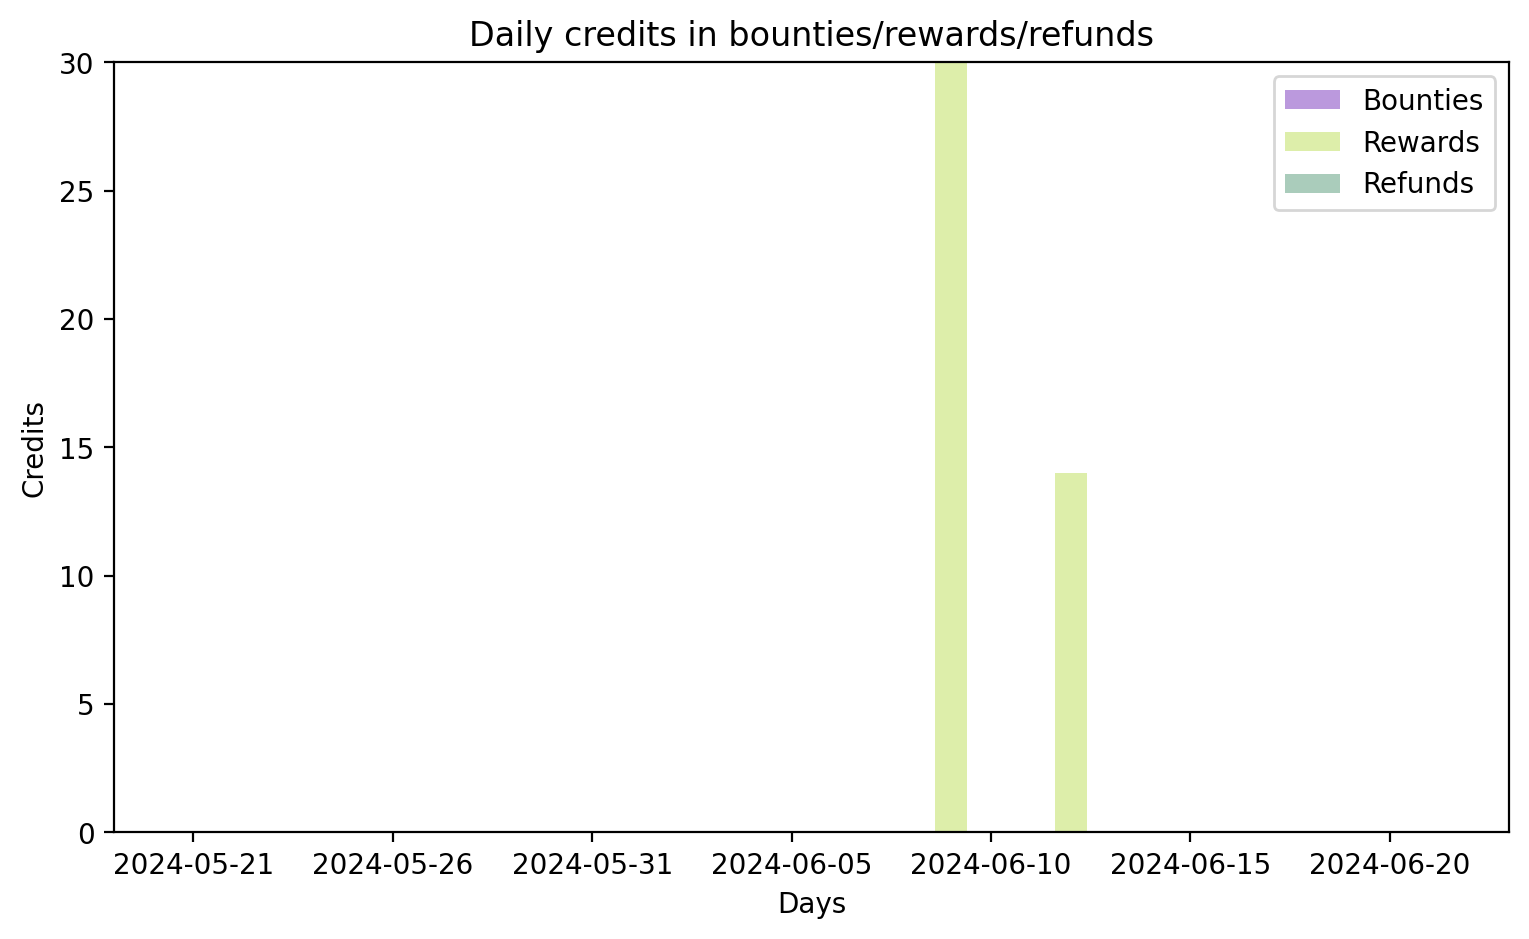 Daily credits in bounties/rewards/refunds
30
25
20
15
10
5
0
Credits
Bounties
Rewards
Refunds
2024-05-21 2024-05-26 2024-05-31 2024-06-05 2024-06-10 2024-06-15 2024-06-20
Days